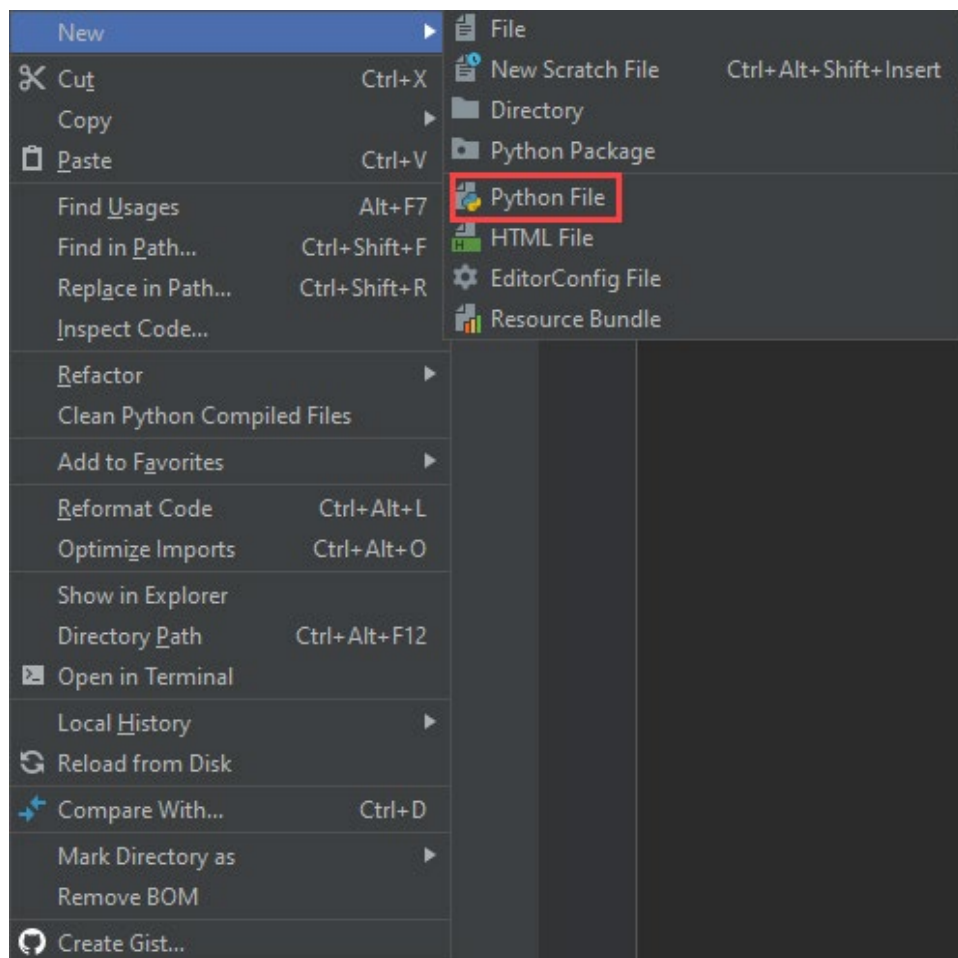 New
Cut Ctrl+X
Copy
Paste Ctrl+V
Find Usages Alt+F7
Find in Path... Ctrl+Shift+F
Replace in Path... Ctrl+Shift+R
Inspect Code...
Refactor
Clean Python Compiled Files
Add to Favorites
Reformat Code Ctrl+Alt+L
Optimize Imports Ctrl+Alt+O
Show in Explorer
Directory Path Ctrl+Alt+F12
Open in Terminal
Local History
Reload from Disk
Compare With... Ctrl+D
Mark Directory as
Remove BOM
Create Gist...
File
New Scratch File Ctrl+Alt+Shift+Insert
Directory
Python Package
Python File
HTML File
EditorConfig File
Resource Bundle